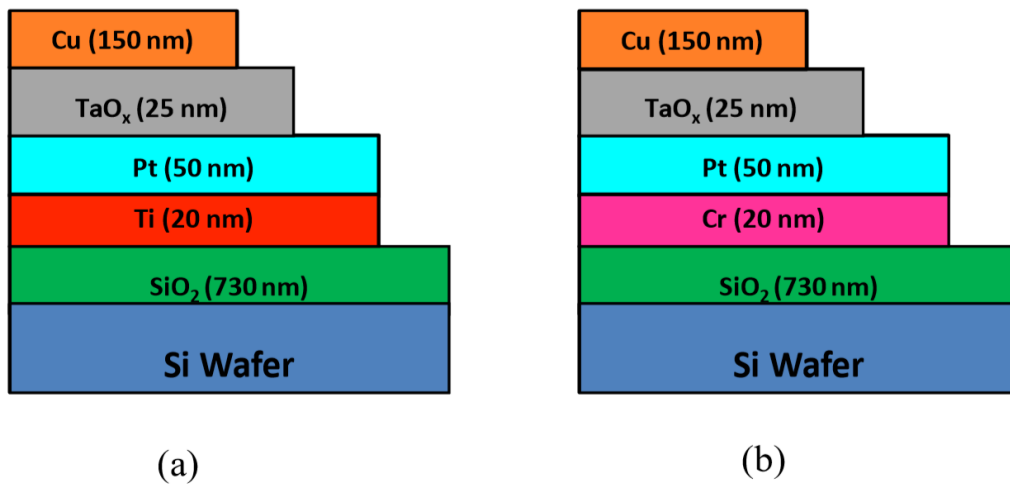 Cu (150 nm)
TaOx (25 nm)
Pt (50 nm)
Ti (20 nm)
SiO2 (730 nm)
Si Wafer
(a)
Cu (150 nm)
TaOx (25 nm)
Pt (50 nm)
Cr (20 nm)
SiO2 (730 nm)
Si Wafer
(b)